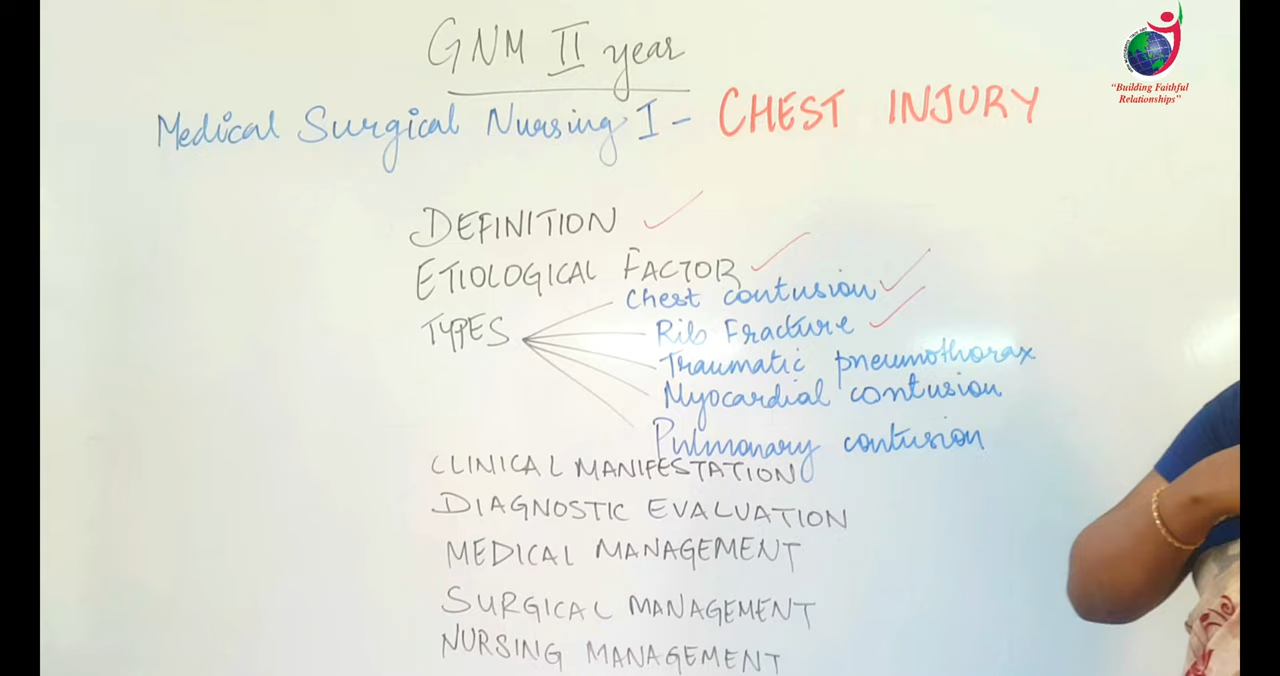 GNM II year
Medical Surgical Nursing I - CHEST INJURY
"Building Faithful
Relationships"
DEFINITION
ETIOLOGICAL FACTOR
TYPES
Chest contusion
Rib Fracture
Traumatic pneumothorax
Myocardial contusion
Pulmonary contusion
CLINICAL MANIFESTATION
DIAGNOSTIC EVALUATION
MEDICAL MANAGEMENT
SURGICAL MANAGEMENT
NURSING MANAGEMENT